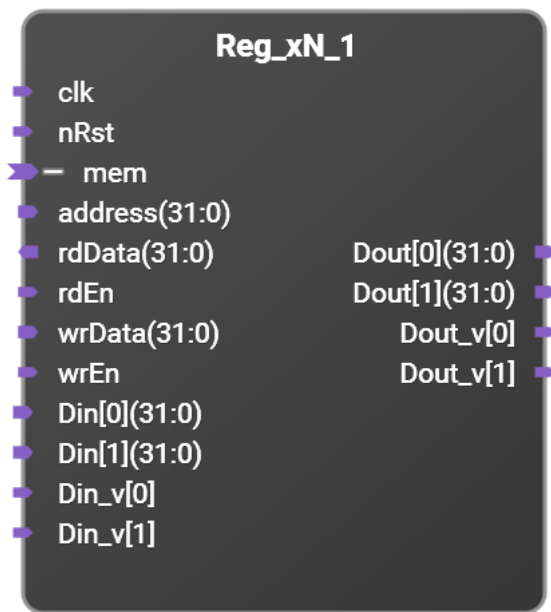 Reg_xN_1
clk
nRst
mem
address(31:0)
rdData(31:0) Dout[0](31:0)
rdEn Dout[1](31:0)
wrData(31:0) Dout_v[0]
wrEn Dout_v[1]
Din[0](31:0)
Din[1](31:0)
Din_v[0]
Din_v[1]